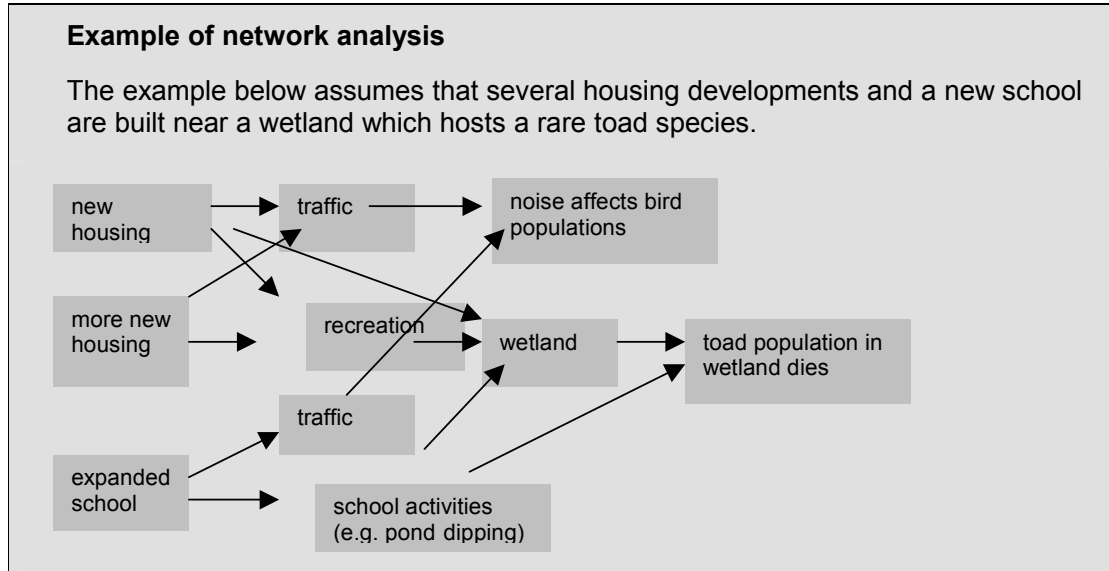 Example of network analysis
The example below assumes that several housing developments and a new school
are built near a wetland which hosts a rare toad species.
new
housing
traffic
noise affects bird
populations
more new
housing
recreation
wetland
toad population in
wetland dies
traffic
expanded
school
school activities
(e.g. pond dipping)